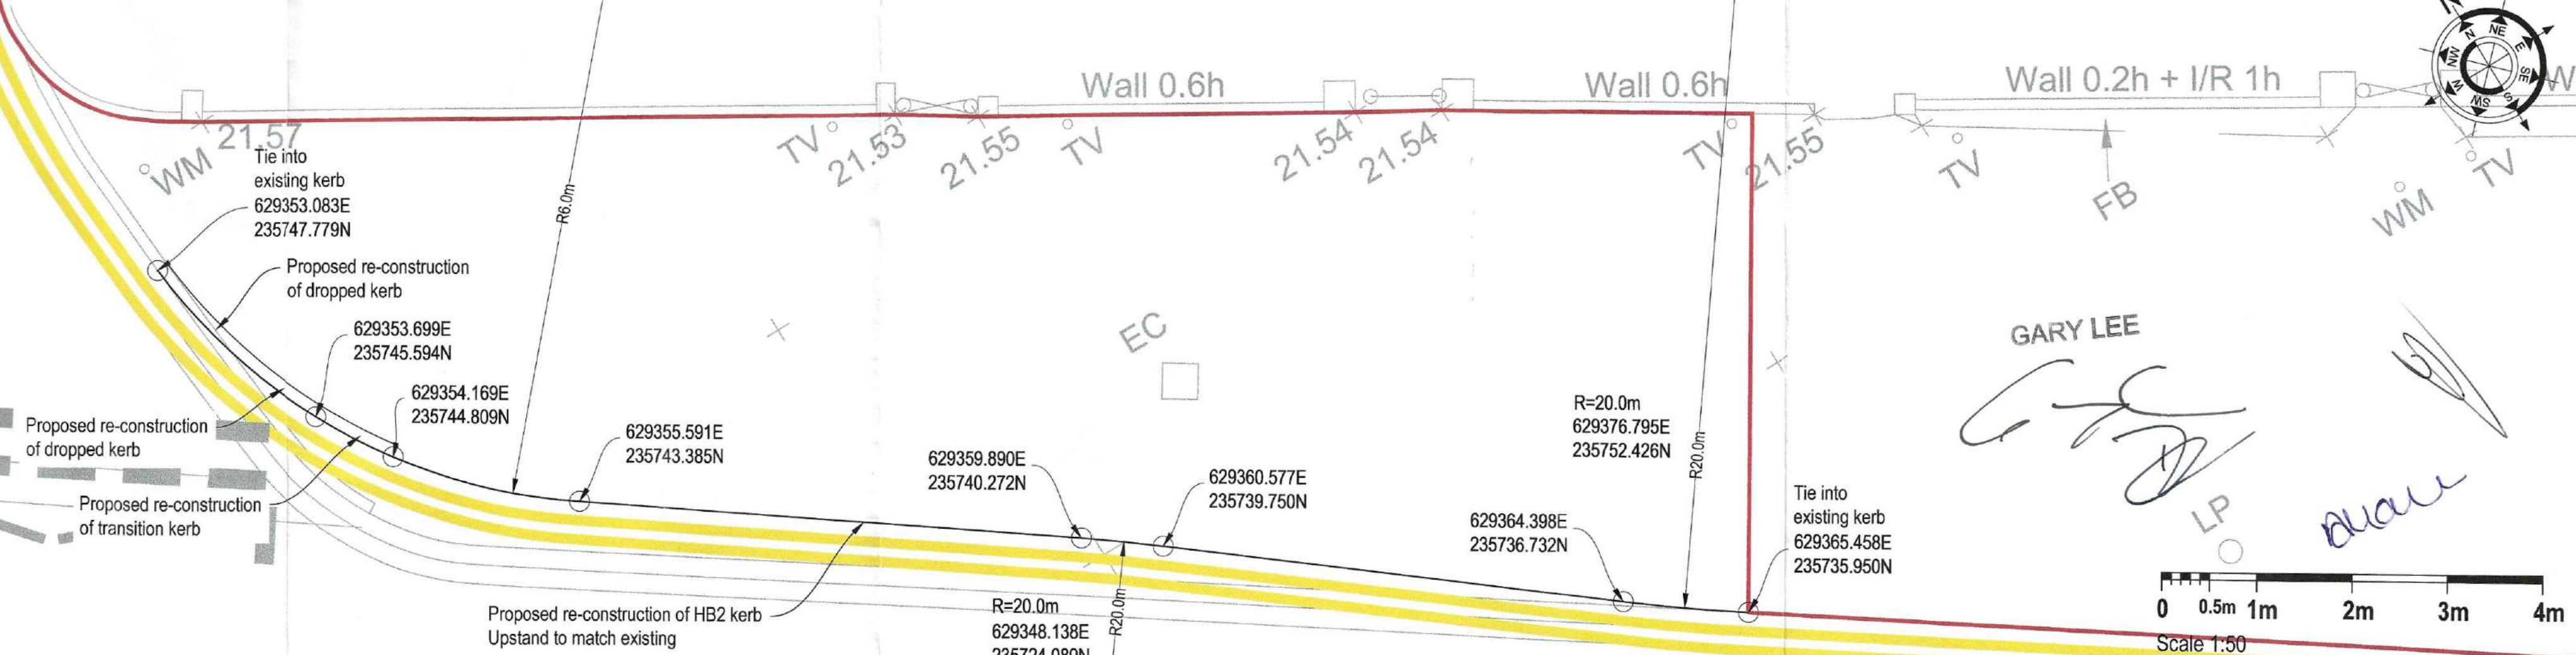 Wall 0.6h
Wall 0.6h
Wall 0.2h + I/R 1h
W
N
NE
E
SE
S
SW
W
NW
N
21.57
WM
TV
21.53
21.55
TV
21.54
21.54
TV
21.55
TV
FB
WM
TV
Tie into
existing kerb
629353.083E
235747.779N
R6.0m
Proposed re-construction
of dropped kerb
629353.699E
235745.594N
629354.169E
235744.809N
Proposed re-construction
of dropped kerb
Proposed re-construction
of transition kerb
629355.591E
235743.385N
EC
629359.890E
235740.272N
629360.577E
235739.750N
R=20.0m
629376.795E
235752.426N
R20.0m
629364.398E
235736.732N
Tie into
existing kerb
629365.458E
235735.950N
Proposed re-construction of HB2 kerb
Upstand to match existing
R=20.0m
629348.138E
235724.089N
R20.0m
GARY LEE
LP
0 0.5m 1m 2m 3m 4m
Scale 1:50